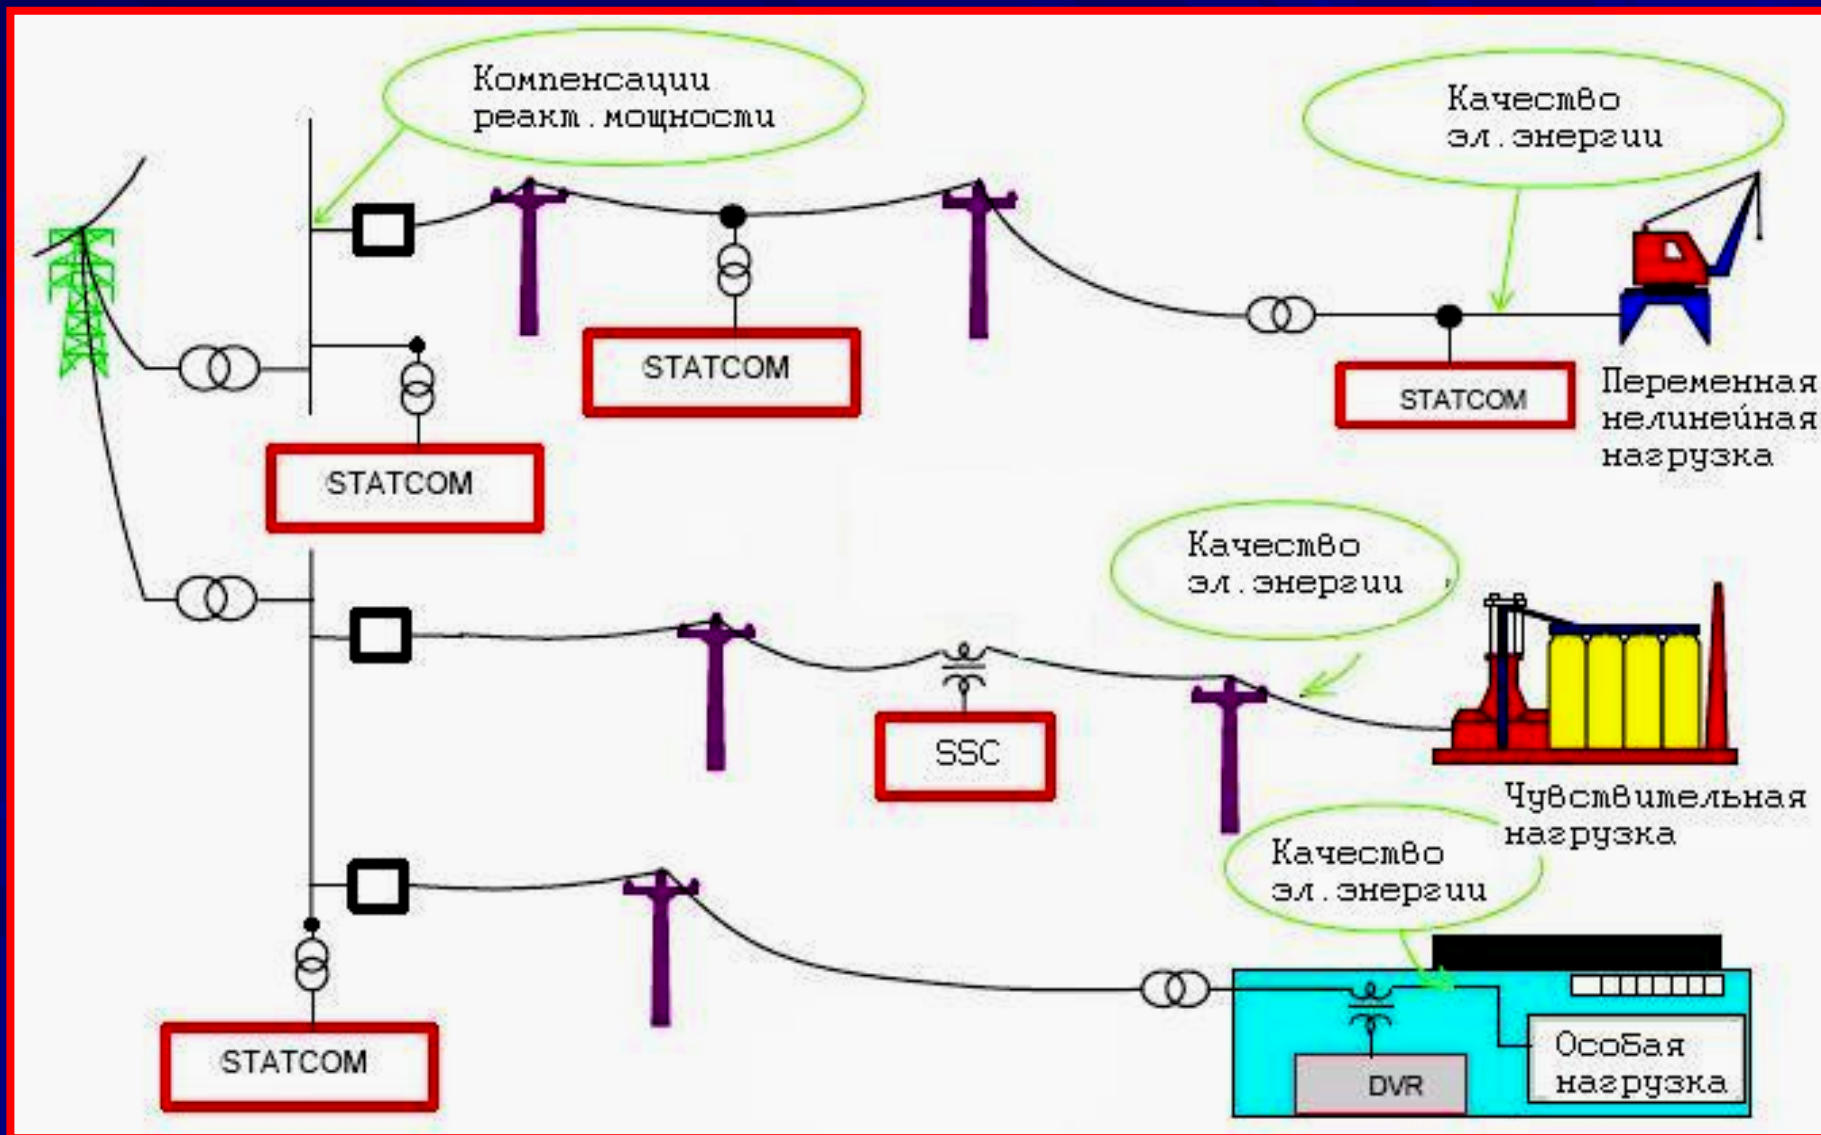 Компенсации
реакт.мощности
Качество
эл.энергии
STATCOM
STATCOM
Переменная
нелинейная
нагрузка
STATCOM
Качество
эл.энергии
SSC
Чувствительная
нагрузка
Качество
эл.энергии
STATCOM
DVR
Особая
нагрузка